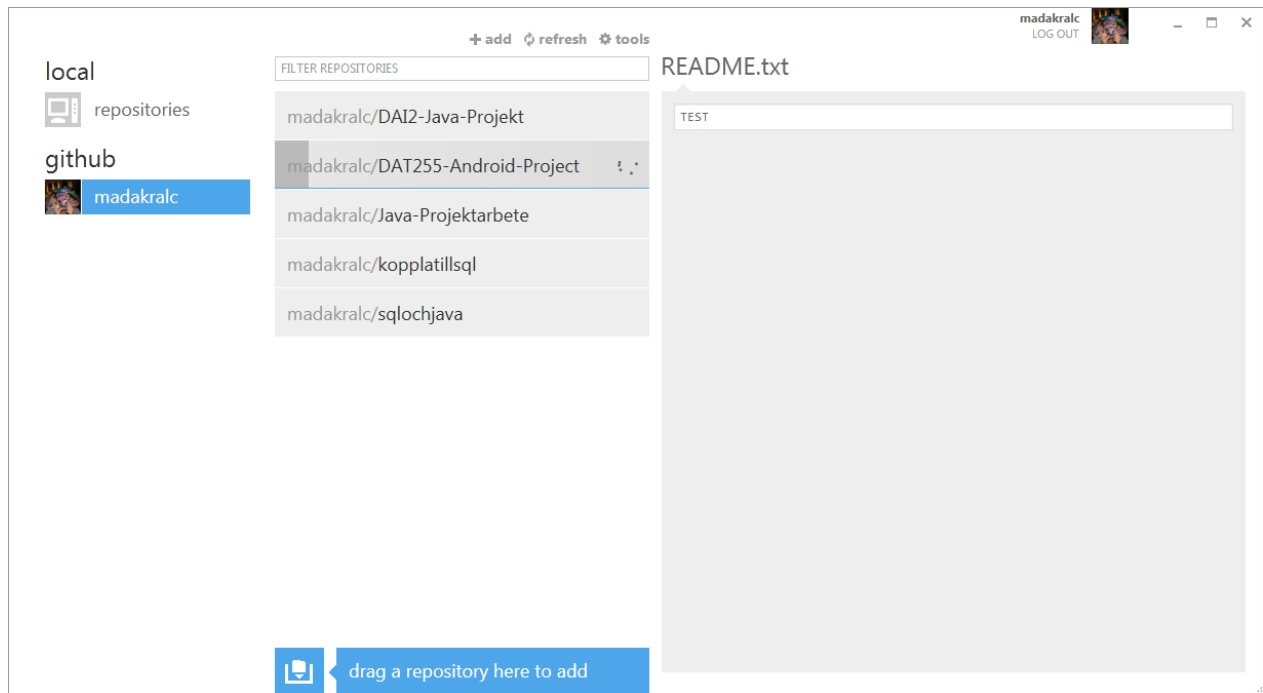 madakralc
LOG OUT
add refresh tools
local
repositories
github
madakralc
FILTER REPOSITORIES
madakralc/DAI2-Java-Projekt
madakralc/DAT255-Android-Project
madakralc/Java-Projektarbete
madakralc/kopplatillsql
madakralc/sqlochjava
drag a repository here to add
README.txt
TEST